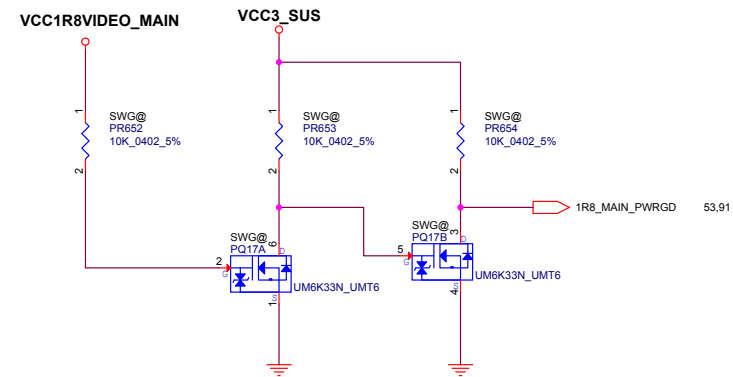 VCC1R8VIDEO_MAIN
VCC3_SUS
1
SWG@
PR652
10K_0402_5%
2
1
SWG@
PR653
10K_0402_5%
2
1
SWG@
PR654
10K_0402_5%
2
1R8_MAIN_PWRGD 53,91
SWG@
PQ17A
2
G
6
D
S
1
UM6K33N_UMT6
SWG@
PQ17B
5
G
3
D
S
4
UM6K33N_UMT6